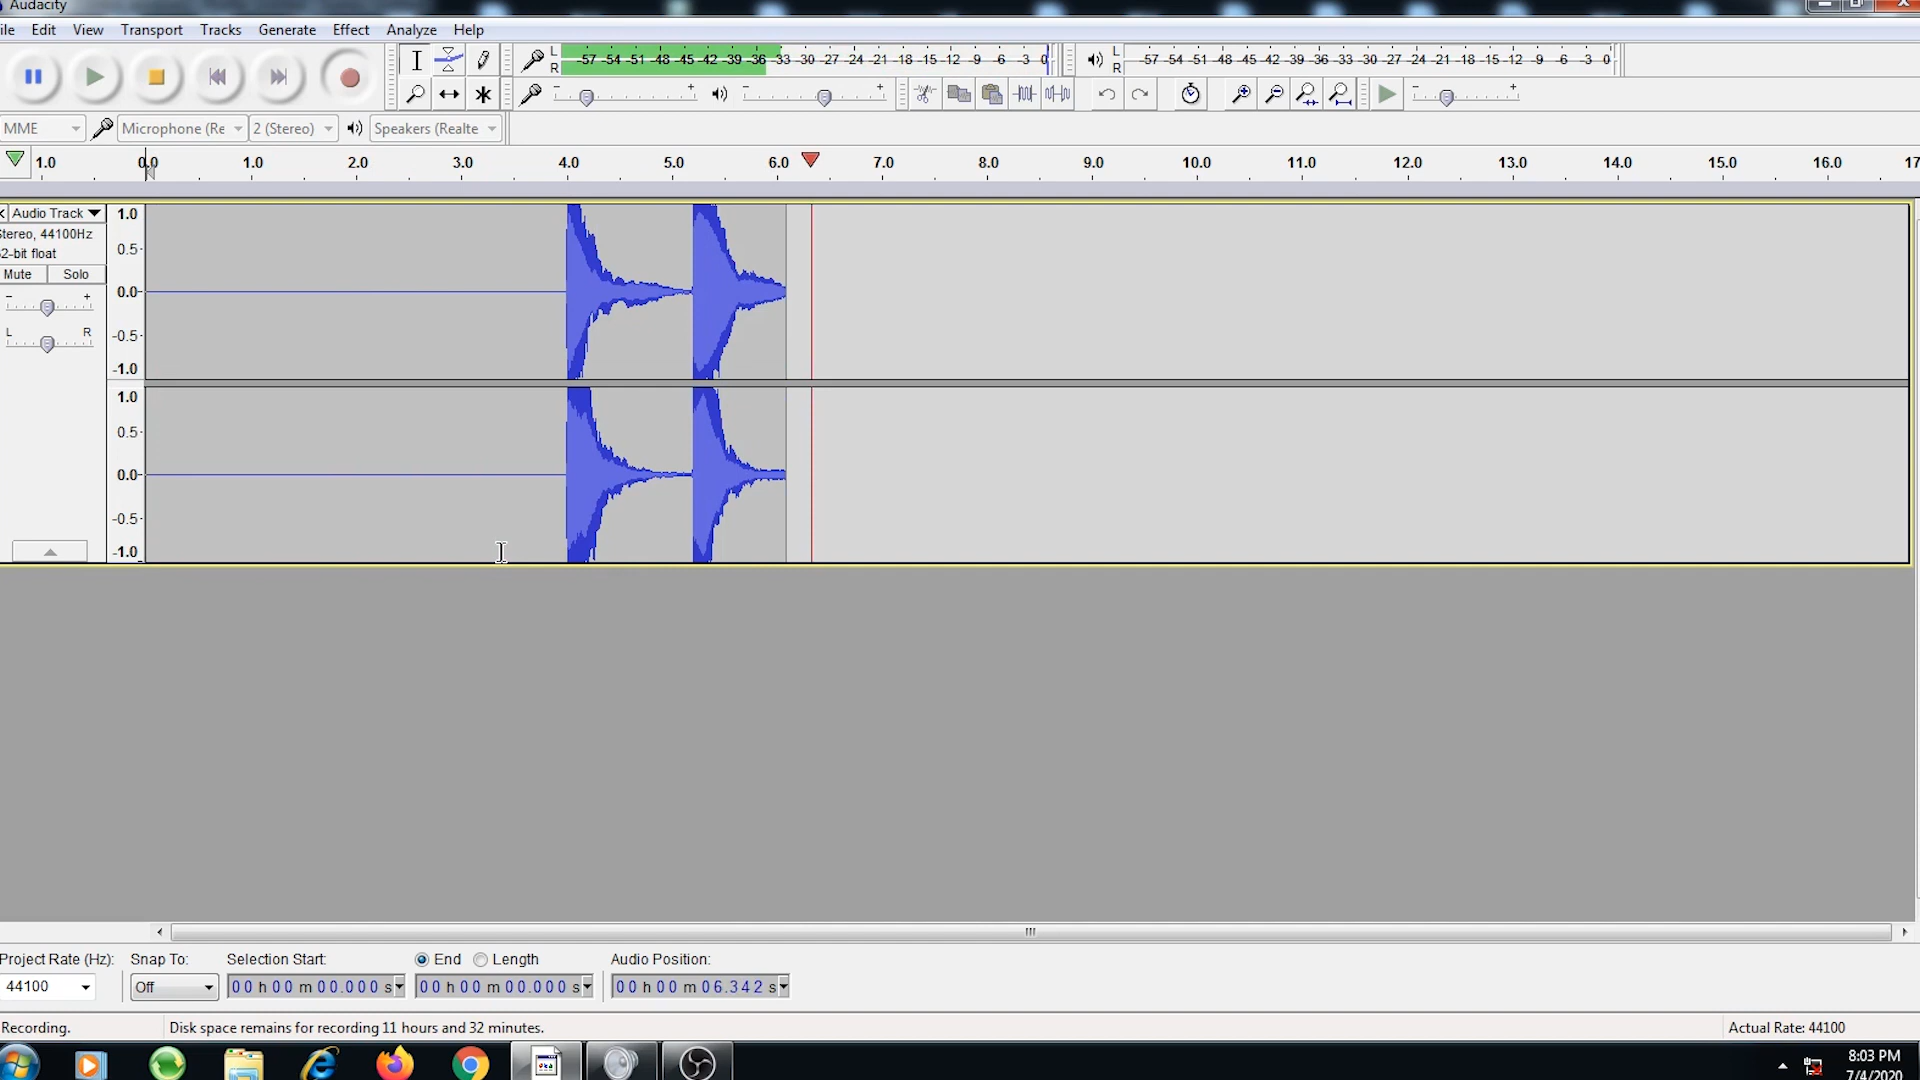 Audacity
ile Edit View Transport Tracks Generate Effect Analyze Help
L
R
-57 -54 -51 -48 -45 -42 -39 -36 -33 -30 -27 -24 -21 -18 -15 -12 -9 -6 -3 0
L
R
-57 -54 -51 -48 -45 -42 -39 -36 -33 -30 -27 -24 -21 -18 -15 -12 -9 -6 -3 0
MME Microphone (Re 2 (Stereo) Speakers (Realte
1.0 0.0 1.0 2.0 3.0 4.0 5.0 6.0 7.0 8.0 9.0 10.0 11.0 12.0 13.0 14.0 15.0 16.0 17
Audio Track
Stereo, 44100Hz
32-bit float
Mute Solo
L R
1.0
0.5
0.0
-0.5
-1.0
1.0
0.5
0.0
-0.5
-1.0
Project Rate (Hz): Snap To: Selection Start: End Length Audio Position:
44100 Off 00 h 00 m 00.000 s 00 h 00 m 00.000 s 00 h 00 m 06.342 s
Recording. Disk space remains for recording 11 hours and 32 minutes. Actual Rate: 44100
8:03 PM
7/4/2020